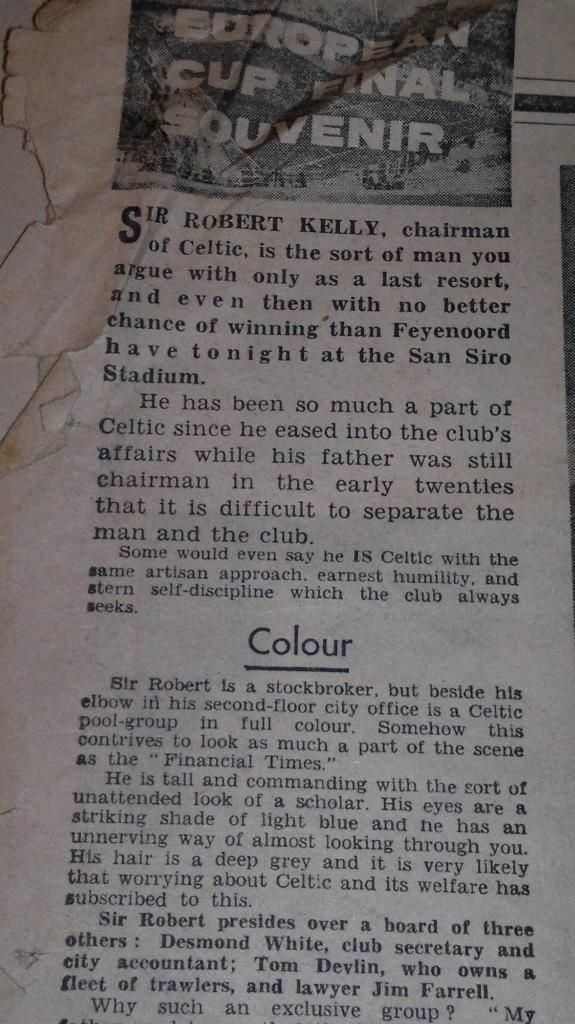 EUROPEAN
CUP FINAL
SOUVENIR
SIR ROBERT KELLY, chairman
of Celtic, is the sort of man you
argue with only as a last resort,
and even then with no better
chance of winning than Feyenoord
have tonight at the San Siro
Stadium.
He has been so much a part of
Celtic since he eased into the club's
affairs while his father was still
chairman in the early twenties
that it is difficult to separate the
man and the club.
Some would even say he IS Celtic with the
same artisan approach, earnest humility, and
stern self-discipline which the club always
seeks.
Colour
Sir Robert is a stockbroker, but beside his
elbow in his second-floor city office is a Celtic
pool-group in full colour. Somehow this
contrives to look as much a part of the scene
as the "Financial Times."
He is tall and commanding with the sort of
unattended look of a scholar. His eyes are a
striking shade of light blue and he has an
unnerving way of almost looking through you.
His hair is a deep grey and it is very likely
that worrying about Celtic and its welfare has
subscribed to this.
Sir Robert presides over a board of three
others: Desmond White, club secretary and
city accountant; Tom Devlin, who owns a
fleet of trawlers, and lawyer Jim Farrell.
Why such an exclusive group? "My